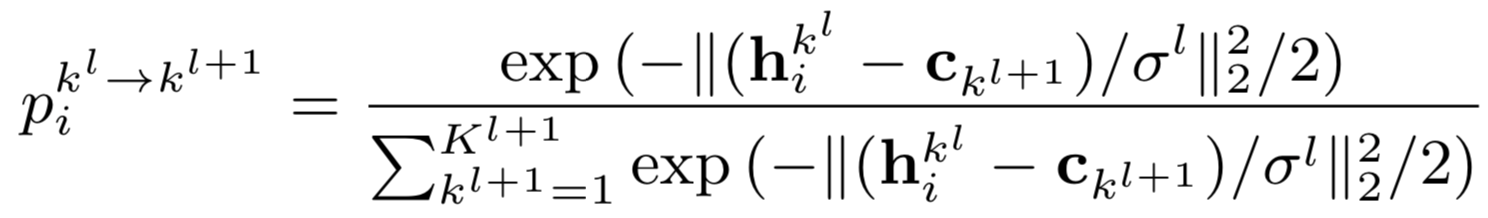 p_i^{k^l \to k^{l+1}} = \frac{\exp\left(-\|(\mathbf{h}_i^{k^l} - \mathbf{c}_{k^{l+1}})/\sigma^l\|_2^2/2\right)}{\sum_{k^{l+1}=1}^{K^{l+1}} \exp\left(-\|(\mathbf{h}_i^{k^l} - \mathbf{c}_{k^{l+1}})/\sigma^l\|_2^2/2\right)}